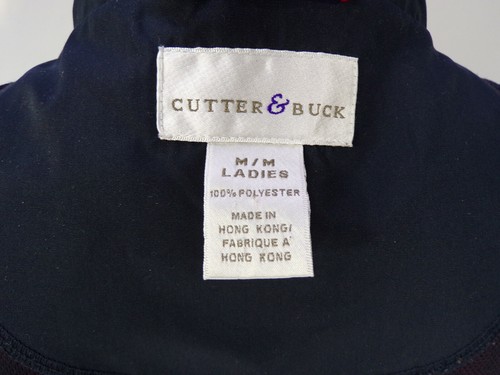 CUTTER & BUCK
M/M
LADIES
100% POLYESTER
MADE IN
HONG KONG/
FABRIQUE A'
HONG KONG